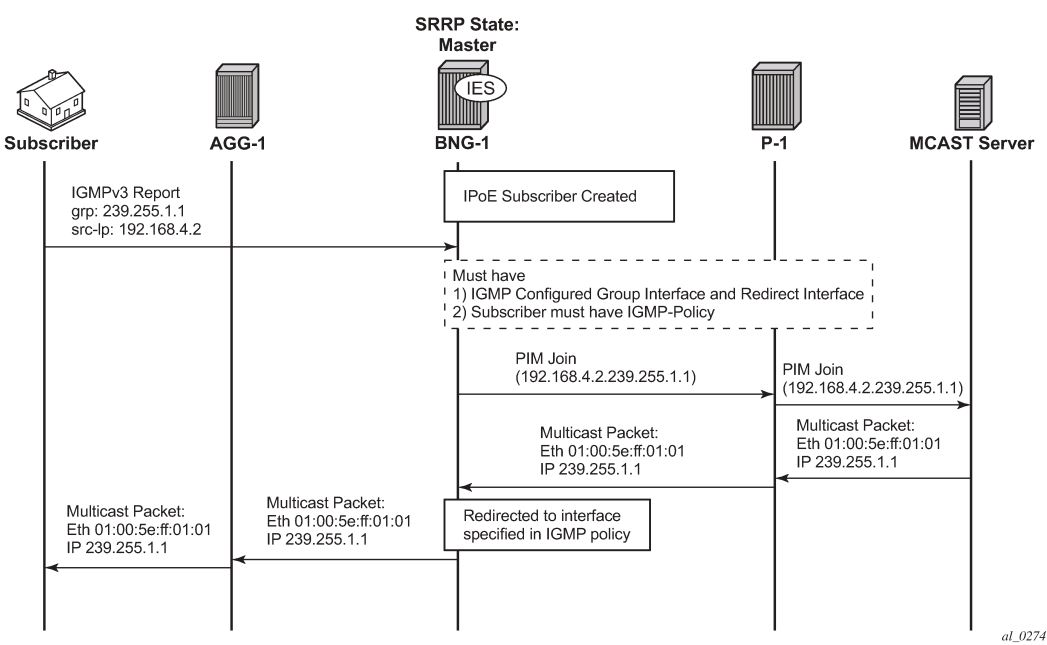 SRRP State:
Master
IES
Subscriber
AGG-1
BNG-1
P-1
MCAST Server
IGMPv3 Report
grp: 239.255.1.1
src-lp: 192.168.4.2
IPoE Subscriber Created
Must have
1) IGMP Configured Group Interface and Redirect Interface
2) Subscriber must have IGMP-Policy
PIM Join
(192.168.4.2.239.255.1.1)
PIM Join
(192.168.4.2.239.255.1.1)
Multicast Packet:
Eth 01:00:5e:ff:01:01
IP 239.255.1.1
Multicast Packet:
Eth 01:00:5e:ff:01:01
IP 239.255.1.1
Redirected to interface
specified in IGMP policy
Multicast Packet:
Eth 01:00:5e:ff:01:01
IP 239.255.1.1
Multicast Packet:
Eth 01:00:5e:ff:01:01
IP 239.255.1.1
al_0274